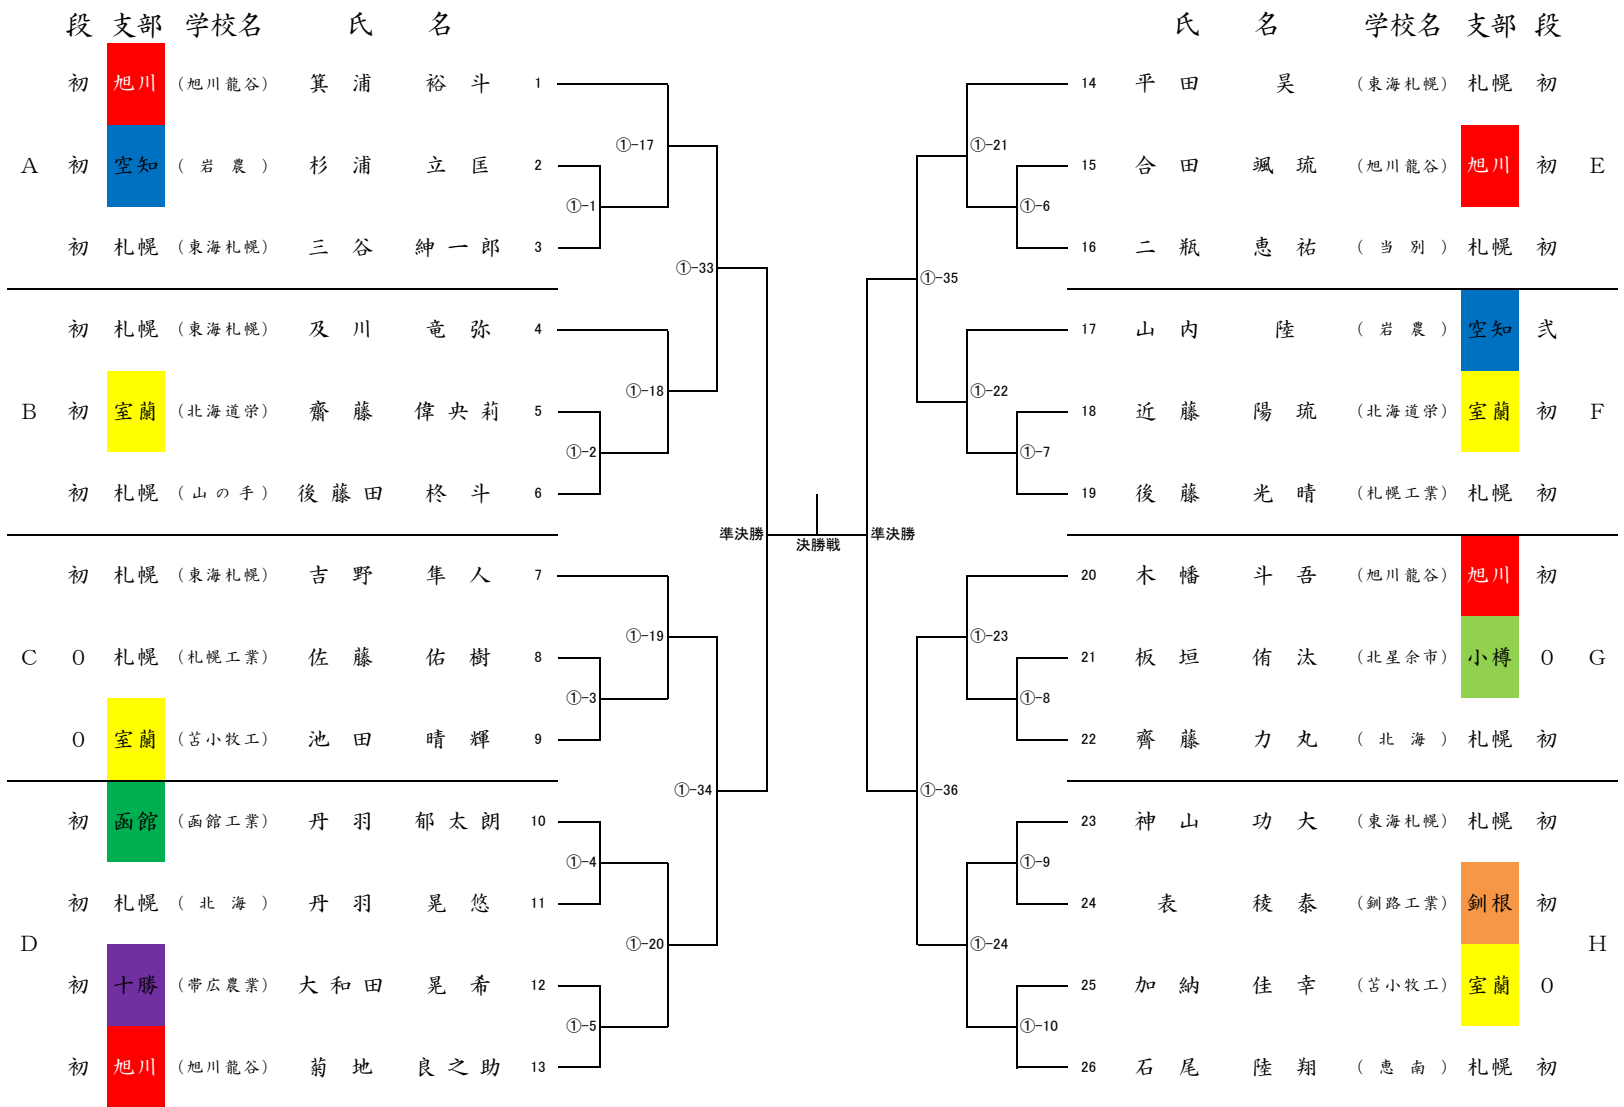 段 支部 学校名 氏 名 氏 名 学校名 支部 段
初 旭川 (旭川龍谷) 箕浦 裕斗 1 14 平田 昊 (東海札幌) 札幌 初
①-17 ①-21
A 初 空知 (岩農) 杉浦 立匡 2 15 合田 颯琉 (旭川龍谷) 旭川 初 E
①-1 ①-6
初 札幌 (東海札幌) 三谷 紳一郎 3 16 二瓶 恵祐 (当別) 札幌 初
①-33 ①-35
初 札幌 (東海札幌) 及川 竜弥 4 17 山内 陸 (岩農) 空知 弐
①-18 ①-22
B 初 室蘭 (北海道栄) 齋藤 偉央莉 5 18 近藤 陽琉 (北海道栄) 室蘭 初 F
①-2 ①-7
初 札幌 (山の手) 後藤田 柊斗 6 19 後藤 光晴 (札幌工業) 札幌 初
準決勝 決勝戦 準決勝
初 札幌 (東海札幌) 吉野 隼人 7 20 木幡 斗吾 (旭川龍谷) 旭川 初
①-19 ①-23
C 0 札幌 (札幌工業) 佐藤 佑樹 8 21 板垣 侑汰 (北星余市) 小樽 0 G
①-3 ①-8
0 室蘭 (苫小牧工) 池田 晴輝 9 22 齊藤 力丸 (北海) 札幌 初
①-34 ①-36
初 函館 (函館工業) 丹羽 郁太朗 10 23 神山 功大 (東海札幌) 札幌 初
①-4 ①-9
初 札幌 (北海) 丹羽 晃悠 11 24 表 稜泰 (釧路工業) 釧根 初
D ①-20 ①-24 H
初 十勝 (帯広農業) 大和田 晃希 12 25 加納 佳幸 (苫小牧工) 室蘭 0
①-5 ①-10
初 旭川 (旭川龍谷) 菊地 良之助 13 26 石尾 陸翔 (恵南) 札幌 初